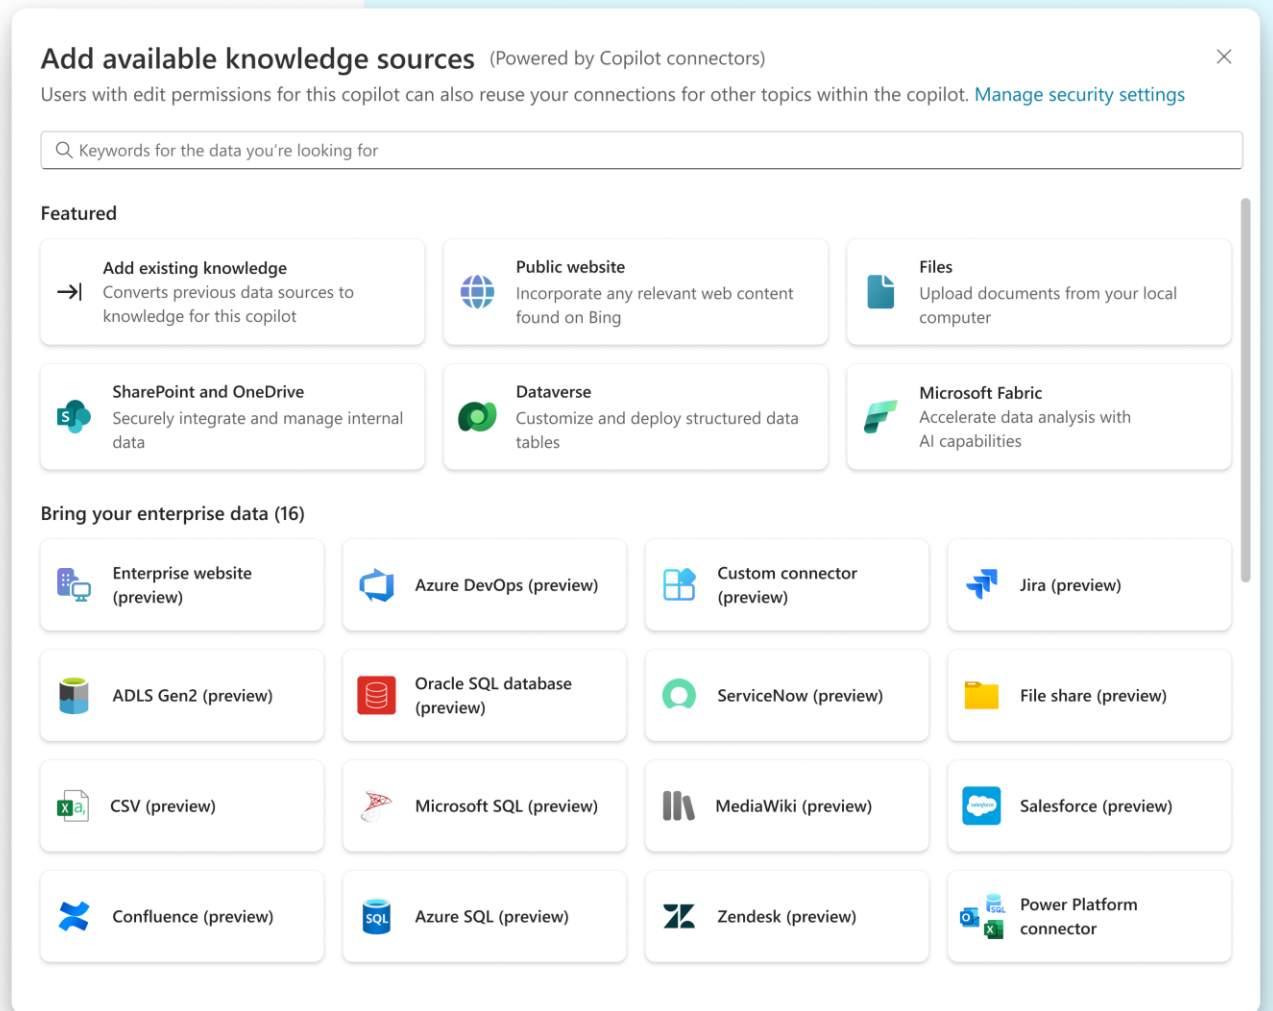 Add available knowledge sources (Powered by Copilot connectors)
Users with edit permissions for this copilot can also reuse your connections for other topics within the copilot. Manage security settings
Keywords for the data you're looking for
Featured
Add existing knowledge
Converts previous data sources to
knowledge for this copilot
Public website
Incorporate any relevant web content
found on Bing
Files
Upload documents from your local
computer
SharePoint and OneDrive
Securely integrate and manage internal
data
Dataverse
Customize and deploy structured data
tables
Microsoft Fabric
Accelerate data analysis with
AI capabilities
Bring your enterprise data (16)
Enterprise website
(preview)
Azure DevOps (preview)
Custom connector
(preview)
Jira (preview)
ADLS Gen2 (preview)
Oracle SQL database
(preview)
ServiceNow (preview)
File share (preview)
CSV (preview)
Microsoft SQL (preview)
MediaWiki (preview)
salesforce
Salesforce (preview)
Confluence (preview)
SQL
Azure SQL (preview)
Zendesk (preview)
SQL
Power Platform
connector